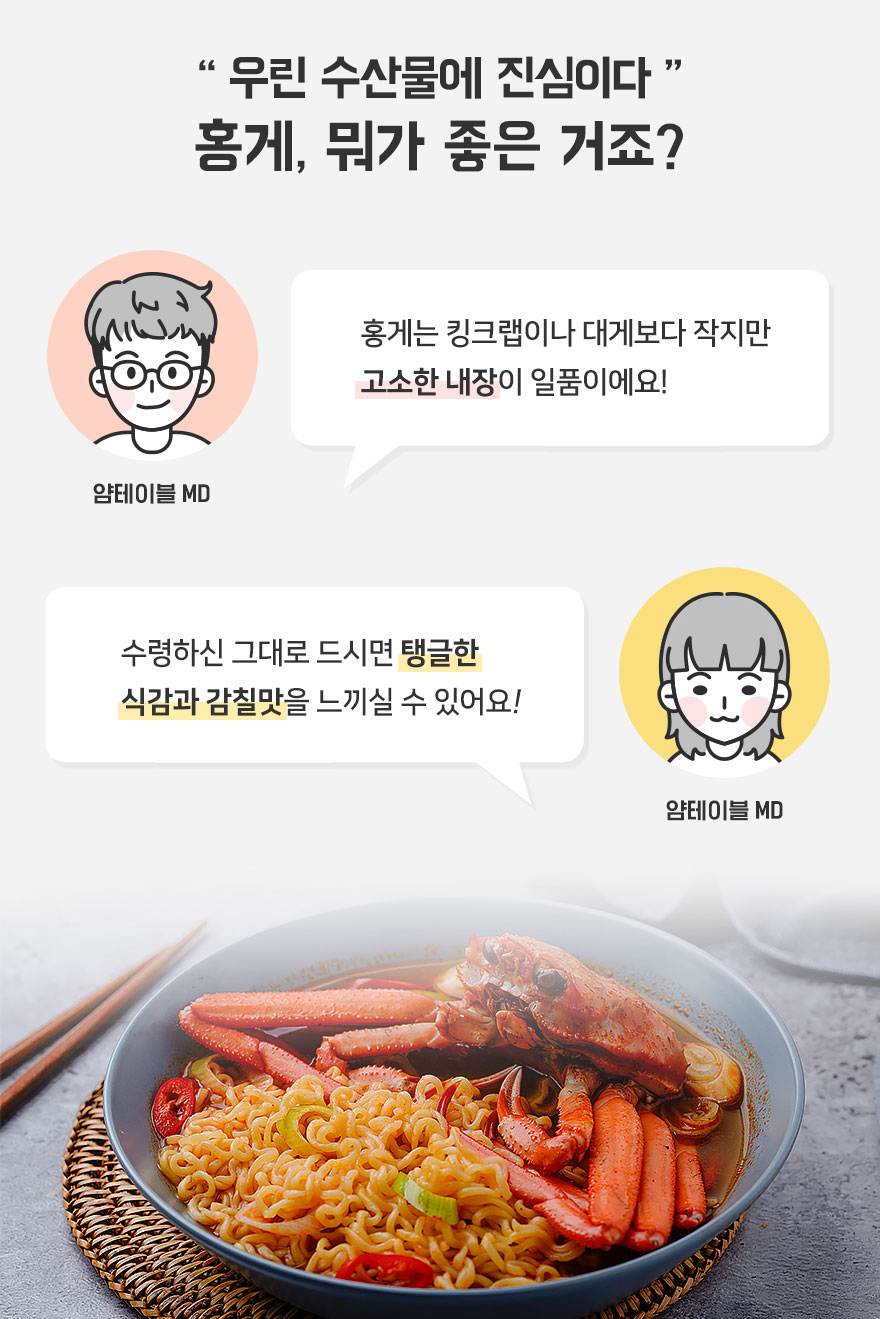 “ 우린 수산물에 진심이다 ”
홍게, 뭐가 좋은 거죠?
홍게는 킹크랩이나 대게보다 작지만
고소한 내장이 일품이에요!
얌테이블 MD
수령하신 그대로 드시면 탱글한
식감과 감칠맛을 느끼실 수 있어요!
얌테이블 MD